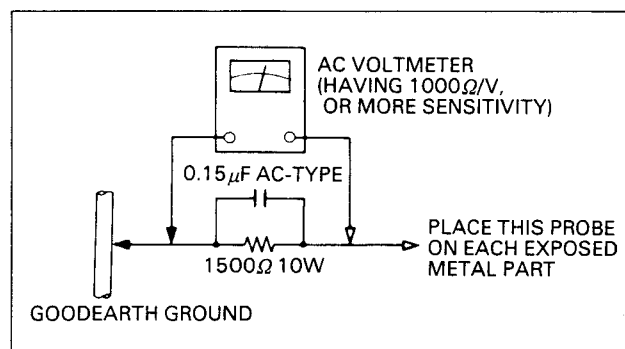 AC VOLTMETER
(HAVING 1000Ω/V,
OR MORE SENSITIVITY)
0.15μF AC-TYPE
1500Ω 10W
PLACE THIS PROBE
ON EACH EXPOSED
METAL PART
GOODEARTH GROUND